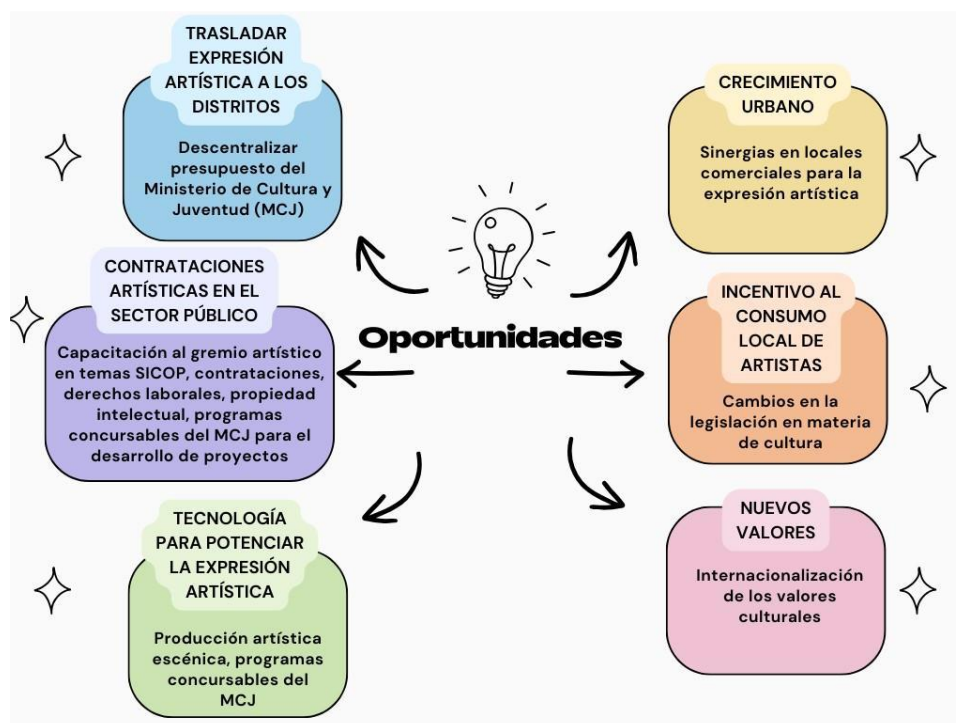 TRASLADAR
EXPRESIÓN
ARTÍSTICA A LOS
DISTRITOS
Descentralizar
presupuesto del
Ministerio de Cultura y
Juventud (MCJ)
CONTRATACIONES
ARTÍSTICAS EN EL
SECTOR PÚBLICO
Capacitación al gremio artístico
en temas SICOP, contrataciones,
derechos laborales, propiedad
intelectual, programas
concursables del MCJ para el
desarrollo de proyectos
TECNOLOGÍA
PARA POTENCIAR
LA EXPRESIÓN
ARTÍSTICA
Producción artística
escénica, programas
concursables del
MCJ
Oportunidades
CRECIMIENTO
URBANO
Sinergias en locales
comerciales para la
expresión artística
INCENTIVO AL
CONSUMO
LOCAL DE
ARTISTAS
Cambios en la
legislación en materia
de cultura
NUEVOS
VALORES
Internacionalización
de los valores
culturales